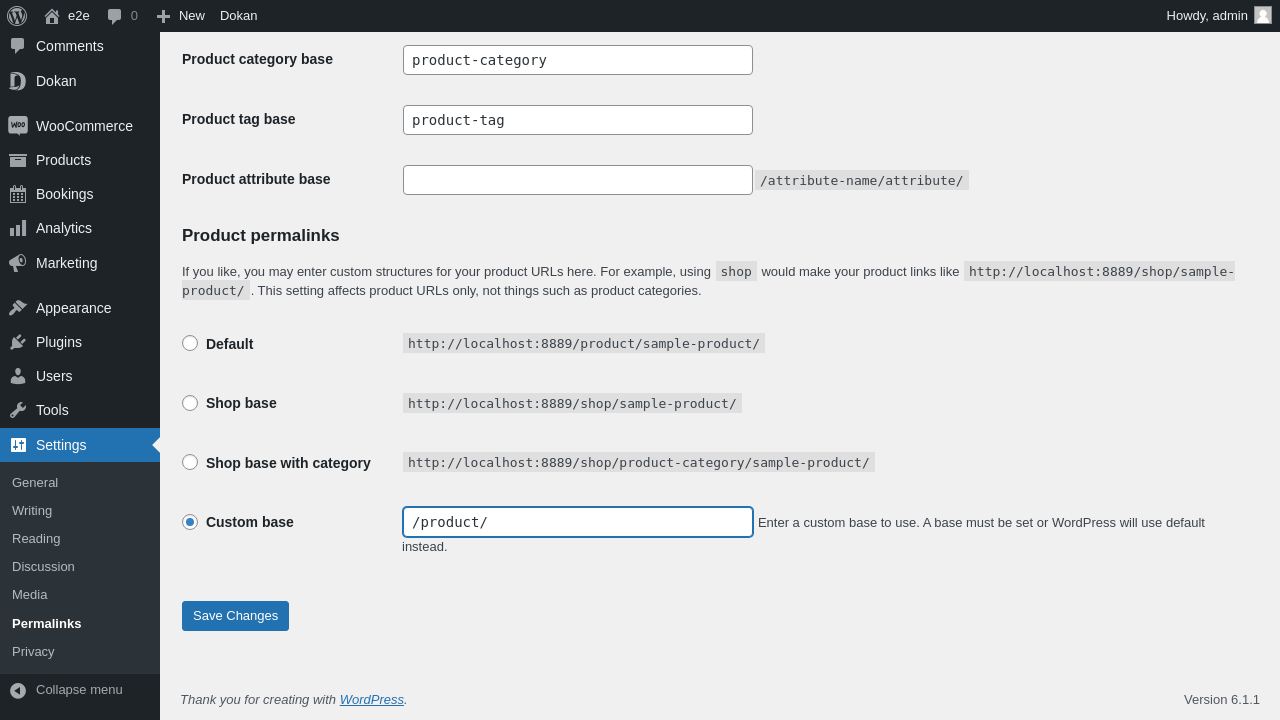 e2e
0
New
Dokan
Howdy, admin
Comments
Dokan
WooCommerce
Products
Bookings
Analytics
Marketing
Appearance
Plugins
Users
Tools
Settings
General
Writing
Reading
Discussion
Media
Permalinks
Privacy
Collapse menu
Product category base
product-category
Product tag base
product-tag
Product attribute base
/attribute-name/attribute/
Product permalinks
If you like, you may enter custom structures for your product URLs here. For example, using shop would make your product links like http://localhost:8889/shop/sample-
product/ . This setting affects product URLs only, not things such as product categories.
Default
http://localhost:8889/product/sample-product/
Shop base
http://localhost:8889/shop/sample-product/
Shop base with category
http://localhost:8889/shop/product-category/sample-product/
Custom base
/product/
Enter a custom base to use. A base must be set or WordPress will use default
instead.
Save Changes
Thank you for creating with WordPress.
Version 6.1.1